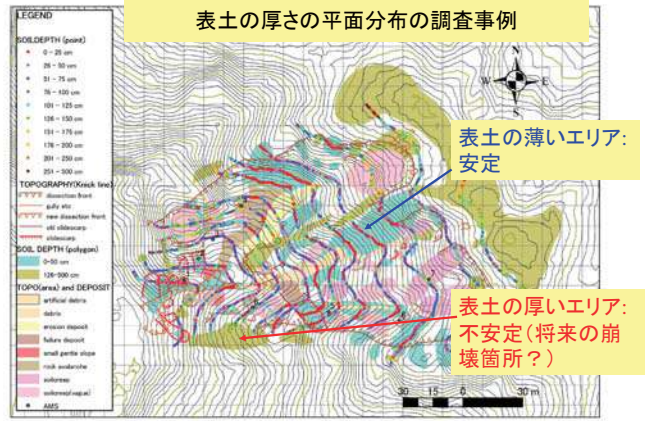 表土の厚さの平面分布の調査事例
LEGEND
SOILDEPTH (point)
0 - 25 cm
26 - 50 cm
51 - 75 cm
76 - 100 cm
101 - 125 cm
126 - 150 cm
151 - 175 cm
176 - 200 cm
201 - 250 cm
251 - 500 cm
TOPOGRAPHY(Knick line)
dissection front
gully etc
new dissection front
old slidescarp
slidescarp
SOIL DEPTH (polygon)
0-50 cm
126-500 cm
TOPO(area) and DEPOSIT
artificial debris
debris
erosion deposit
failure deposit
small gentle slope
rock avalanche
AMS
N
W
E
S
表土の薄いエリア:
安定
表土の厚いエリア:
不安定(将来の崩
壊箇所?)
30 15 0 30 m